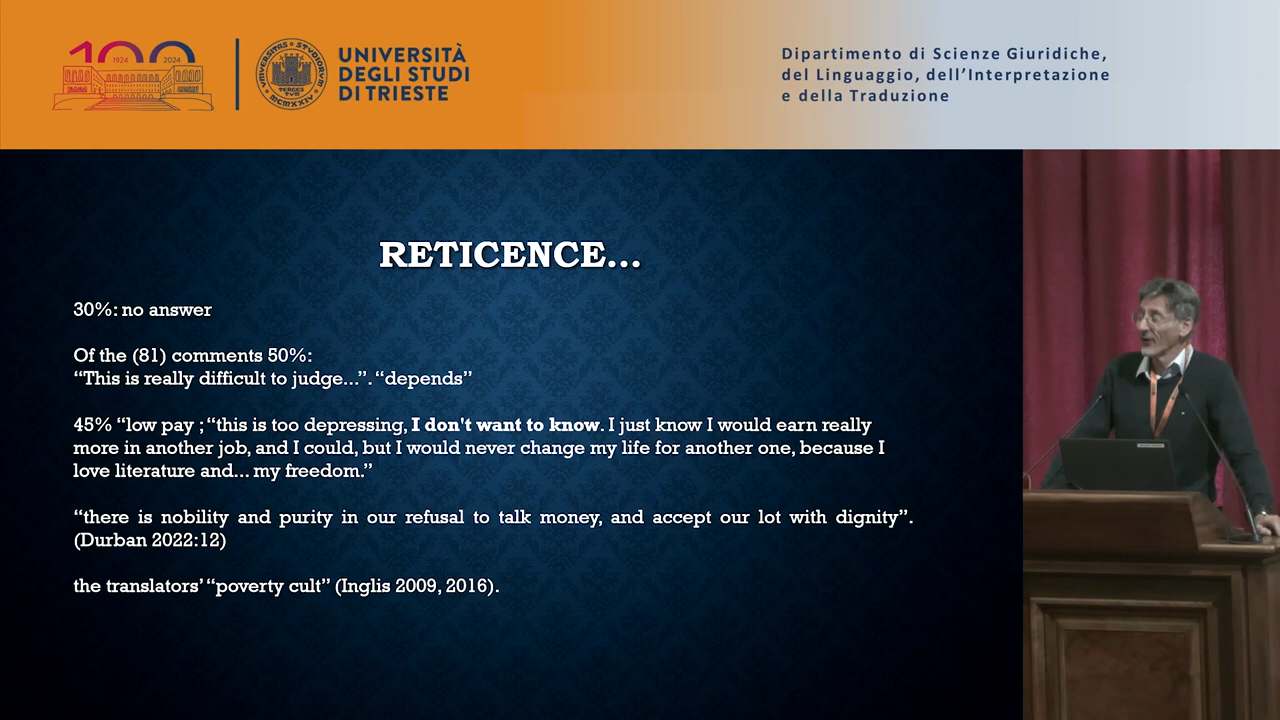 100
1924
2024
UNIVERSITÀ
DEGLI STUDI
DI TRIESTE
Dipartimento di Scienze Giuridiche,
del Linguaggio, dell’Interpretazione
e della Traduzione
RETICENCE…
30%: no answer
Of the (81) comments 50%:
“This is really difficult to judge…”. “depends”
45% “low pay ; “this is too depressing, I don't want to know. I just know I would earn really
more in another job, and I could, but I would never change my life for another one, because I
love literature and… my freedom.”
“there is nobility and purity in our refusal to talk money, and accept our lot with dignity”.
(Durban 2022:12)
the translators’ “poverty cult” (Inglis 2009, 2016).